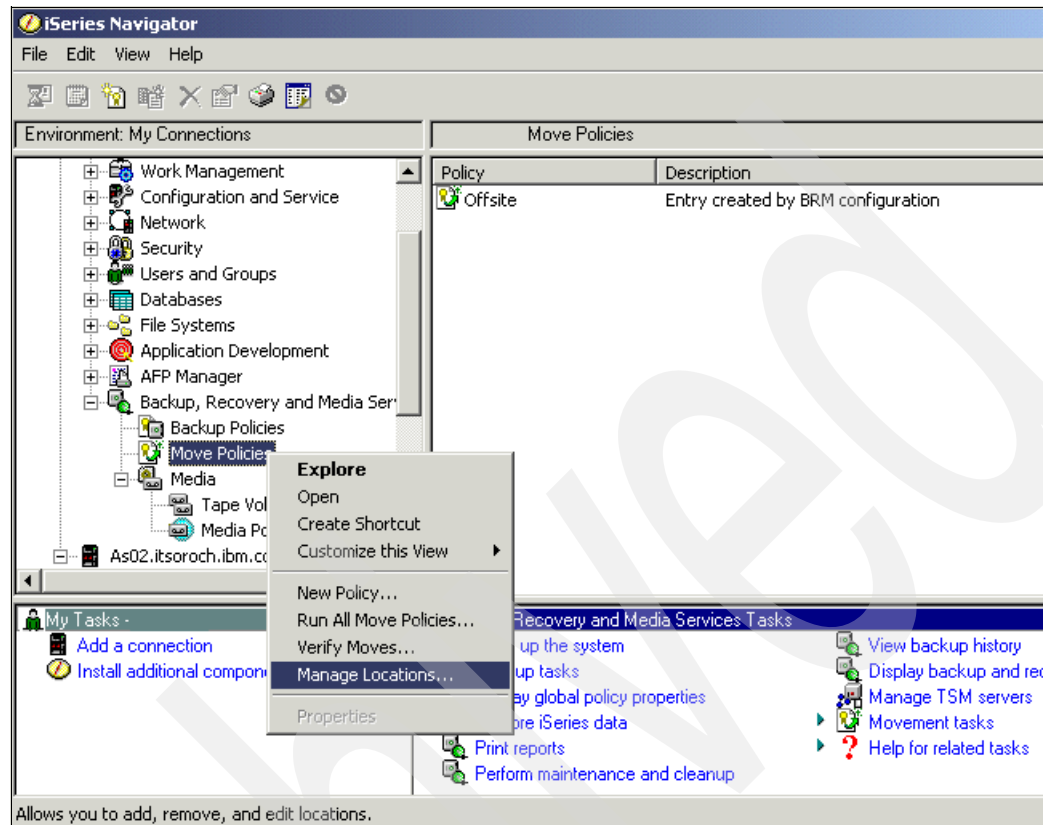 iSeries Navigator
File Edit View Help
Environment: My Connections
Move Policies
Work Management
Configuration and Service
Network
Security
Users and Groups
Databases
File Systems
Application Development
AFP Manager
Backup, Recovery and Media Ser
Backup Policies
Move Policies
Media
Tape Vol
Media Po
As02.itsoroch.ibm.co
Policy Description
Offsite Entry created by BRM configuration
Explore
Open
Create Shortcut
Customize this View
New Policy...
Run All Move Policies...
Verify Moves...
Manage Locations...
Properties
My Tasks -
Add a connection
Install additional compon
Recovery and Media Services Tasks
up the system
up tasks
ay global policy properties
ore iSeries data
Print reports
Perform maintenance and cleanup
View backup history
Display backup and rec
Manage TSM servers
Movement tasks
Help for related tasks
Allows you to add, remove, and edit locations.